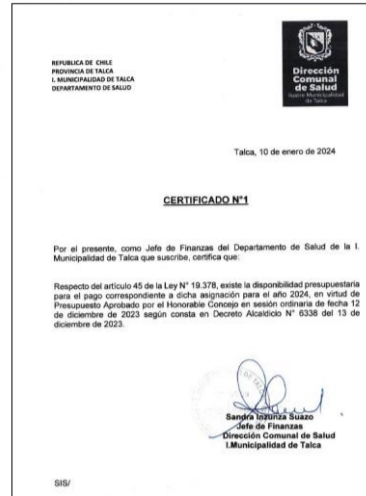 REPUBLICA DE CHILE
PROVINCIA DE TALCA
I. MUNICIPALIDAD DE TALCA
DEPARTAMENTO DE SALUD
Dirección
Comunal
de Salud
Ilustre Municipalidad
de Talca
Talca, 10 de enero de 2024
CERTIFICADO N°1
Por el presente, como Jefe de Finanzas del Departamento de Salud de la I.
Municipalidad de Talca que suscribe, certifica que:
Respecto del articulo 45 de la Ley N° 19.378, existe la disponibilidad presupuestaria
para el pago correspondiente a dicha asignación para el año 2024, en virtud de
Presupuesto Aprobado por el Honorable Concejo en sesión ordinaria de fecha 12
de diciembre de 2023 según consta en Decreto Alcaldicio N° 6338 del 13 de
diciembre de 2023.
Sandra Inzunza Suazo
Jefe de Finanzas
Dirección Comunal de Salud
I.Municipalidad de Talca
SIS/